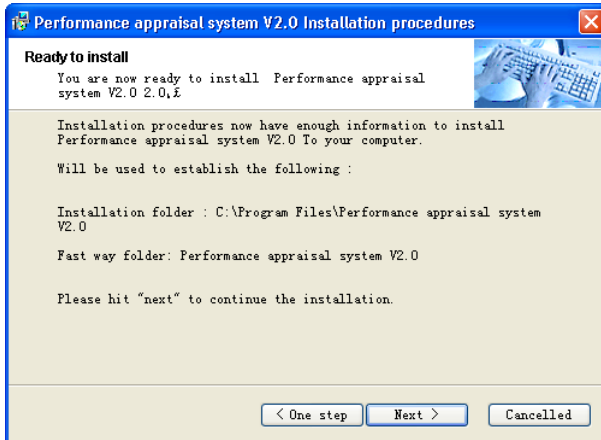 Performance appraisal system V2.0 Installation procedures
Ready to install
You are now ready to install Performance appraisal
system V2.0 2.0,£
Installation procedures now have enough information to install
Performance appraisal system V2.0 To your computer.
Will be used to establish the following :
Installation folder : C:\Program Files\Performance appraisal system
V2.0
Fast way folder: Performance appraisal system V2.0
Please hit "next" to continue the installation.
< One step
Next >
Cancelled